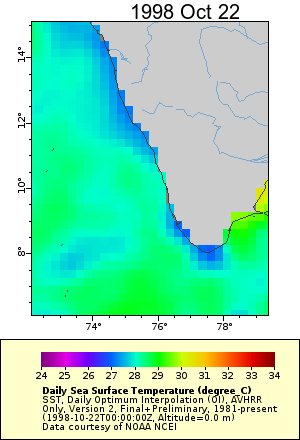 1998 Oct 22
14°
12°
10°
8°
74° 76° 78°
24 25 26 27 28 29 30 31 32 33 34
Daily Sea Surface Temperature (degree_C)
SST, Daily Optimum Interpolation (OI), AVHRR
Only, Version 2, Final+Preliminary, 1981-present
(1998-10-22T00:00:00Z, Altitude=0.0 m)
Data courtesy of NOAA NCEI